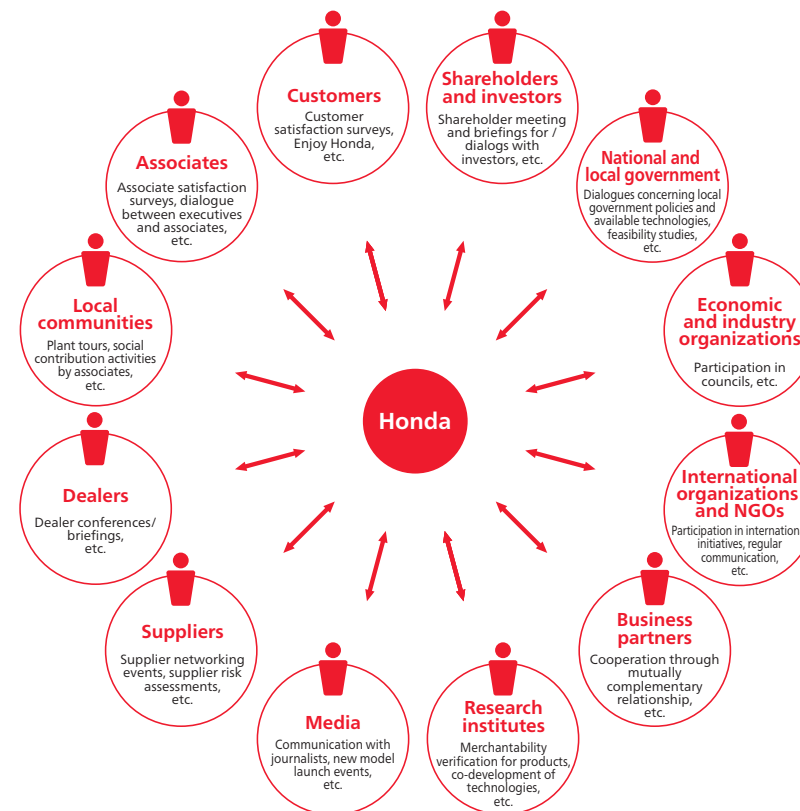 Customers
Customer
satisfaction surveys,
Enjoy Honda,
etc.
Shareholders
and investors
Shareholder meeting
and briefings for /
dialogs with
investors, etc.
National and
local government
Dialogues concerning local
government policies and
available technologies,
feasibility studies,
etc.
Economic
and industry
organizations
Participation in
councils, etc.
International
organizations
and NGOs
Participation in internation
initiatives, regular
communication,
etc.
Business
partners
Cooperation through
mutually
complementary
relationship,
etc.
Research
institutes
Merchantability
verification for products,
co-development of
technologies,
etc.
Media
Communication with
journalists, new model
launch events,
etc.
Suppliers
Supplier networking
events, supplier risk
assessments,
etc.
Dealers
Dealer conferences/
briefings,
etc.
Local
communities
Plant tours, social
contribution activities
by associates,
etc.
Associates
Associate satisfaction
surveys, dialogue
between executives
and associates,
etc.
Honda